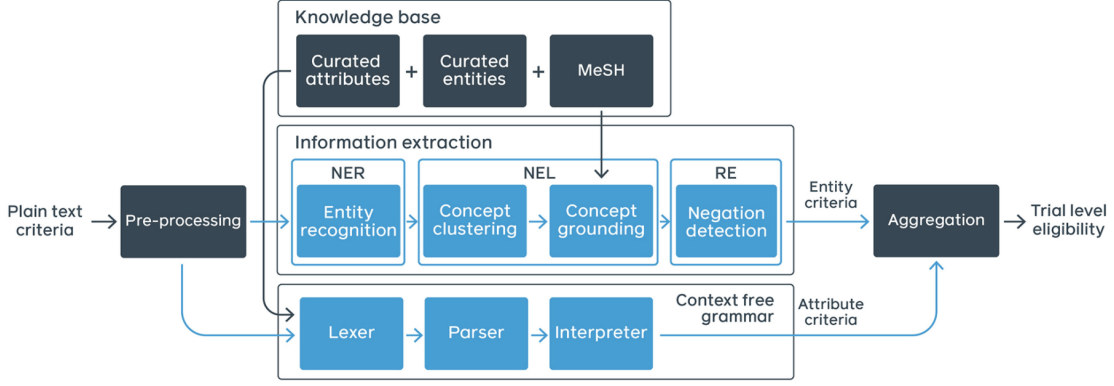 Knowledge base
Curated
attributes
+
Curated
entities
+
MeSH
Information extraction
NER
NEL
RE
Plain text
criteria
Pre-processing
Entity
recognition
Concept
clustering
Concept
grounding
Negation
detection
Entity
criteria
Aggregation
Trial level
eligibility
Lexer
Parser
Interpreter
Context free
grammar
Attribute
criteria